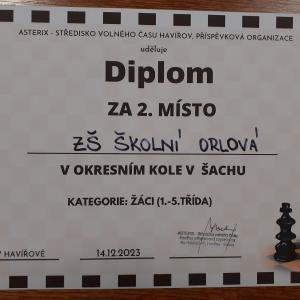 ASTERIX - STŘEDISKO VOLNÉHO ČASU HAVÍŘOV, PŘÍSPĚVKOVÁ ORGANIZACE
uděluje
Diplom
ZA 2. MÍSTO
ZŠ ŠKOLNÍ ORLOVÁ
V OKRESNÍM KOLE V ŠACHU
KATEGORIE: ŽÁCI (1.-5.TŘÍDA)
V HAVÍŘOVĚ
14.12.2023